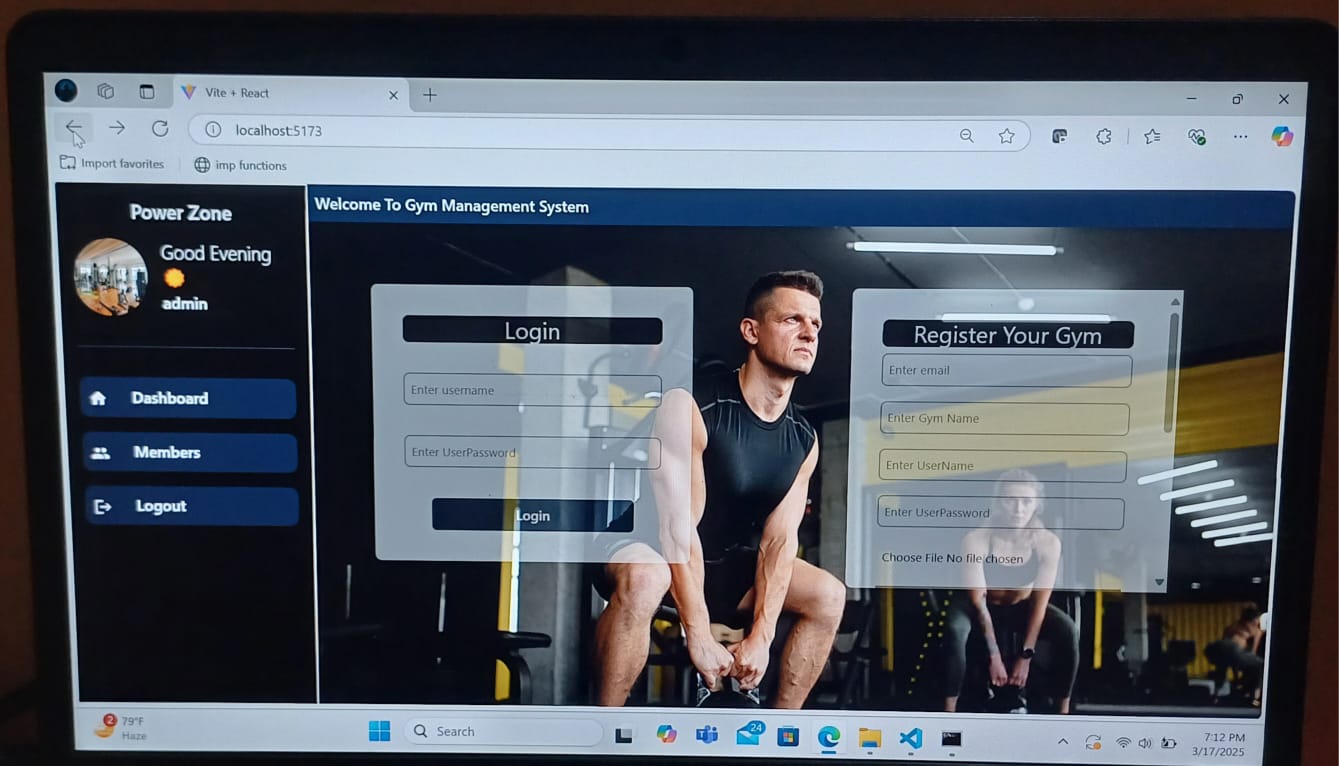 Vite + React
localhost:5173
Import favorites
imp functions
Power Zone
Good Evening
admin
Dashboard
Members
Logout
Welcome To Gym Management System
Login
Enter username
Enter UserPassword
Login
Register Your Gym
Enter email
Enter Gym Name
Enter UserName
Enter UserPassword
Choose File No file chosen
2
79°F
Haze
Search
24
7:12 PM
3/17/2025